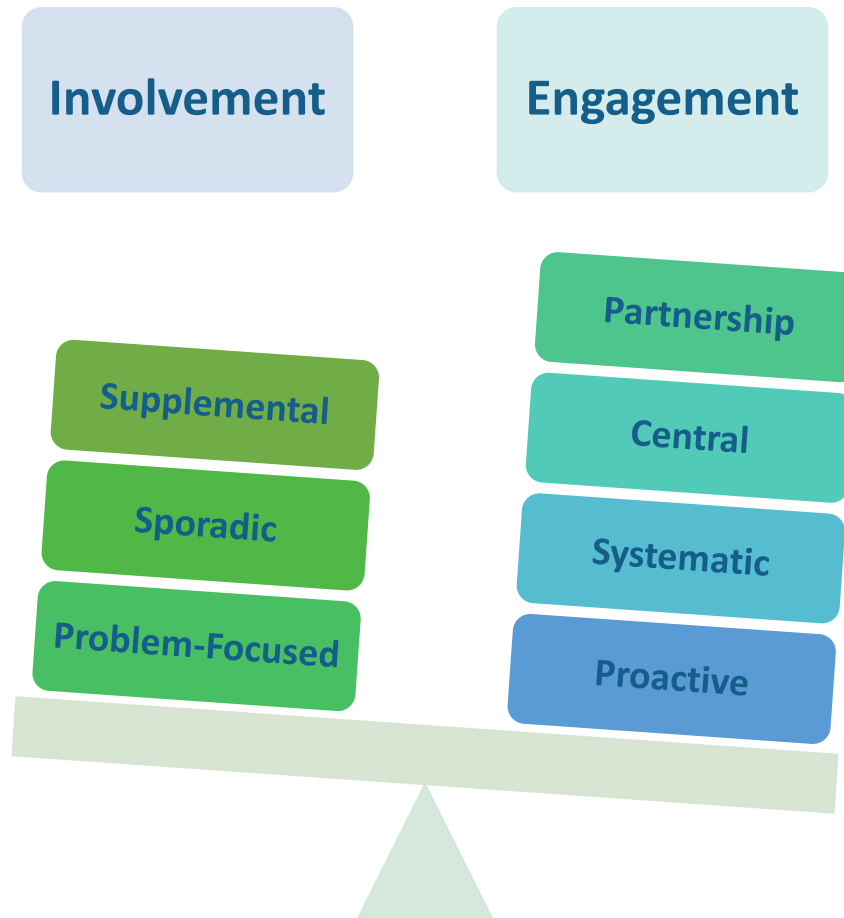 Involvement
Engagement
Supplemental
Sporadic
Problem-Focused
Partnership
Central
Systematic
Proactive